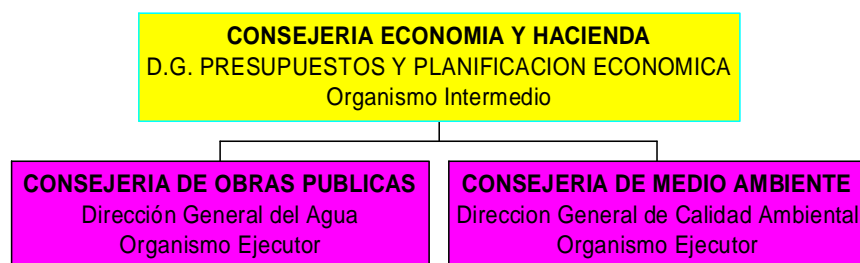 CONSEJERIA ECONOMIA Y HACIENDA
D.G. PRESUPUESTOS Y PLANIFICACION ECONOMICA
Organismo Intermedio
CONSEJERIA DE OBRAS PUBLICAS
Dirección General del Agua
Organismo Ejecutor
CONSEJERIA DE MEDIO AMBIENTE
Direccion General de Calidad Ambiental
Organismo Ejecutor